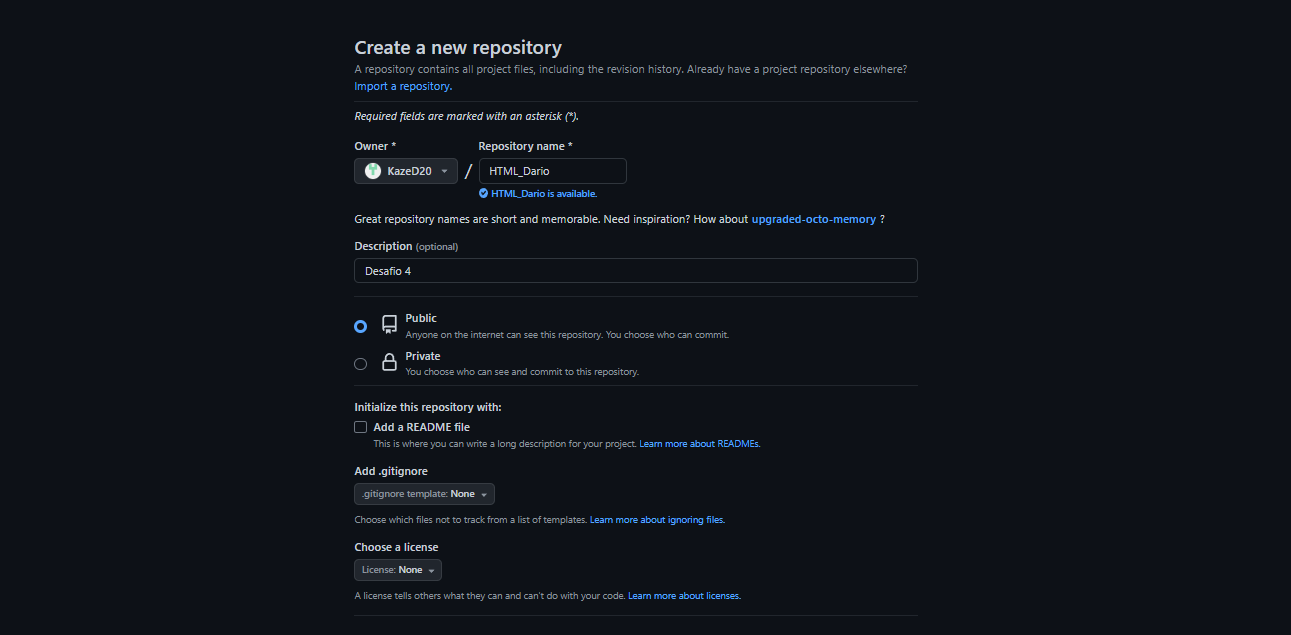 Create a new repository
A repository contains all project files, including the revision history. Already have a project repository elsewhere?
Import a repository.
Required fields are marked with an asterisk (*).
Owner * Repository name *
KazeD20 / HTML_Dario
HTML_Dario is available.
Great repository names are short and memorable. Need inspiration? How about upgraded-octo-memory ?
Description (optional)
Desafio 4
Public
Anyone on the internet can see this repository. You choose who can commit.
Private
You choose who can see and commit to this repository.
Initialize this repository with:
Add a README file
This is where you can write a long description for your project. Learn more about READMEs.
Add .gitignore
.gitignore template: None
Choose which files not to track from a list of templates. Learn more about ignoring files.
Choose a license
License: None
A license tells others what they can and can't do with your code. Learn more about licenses.